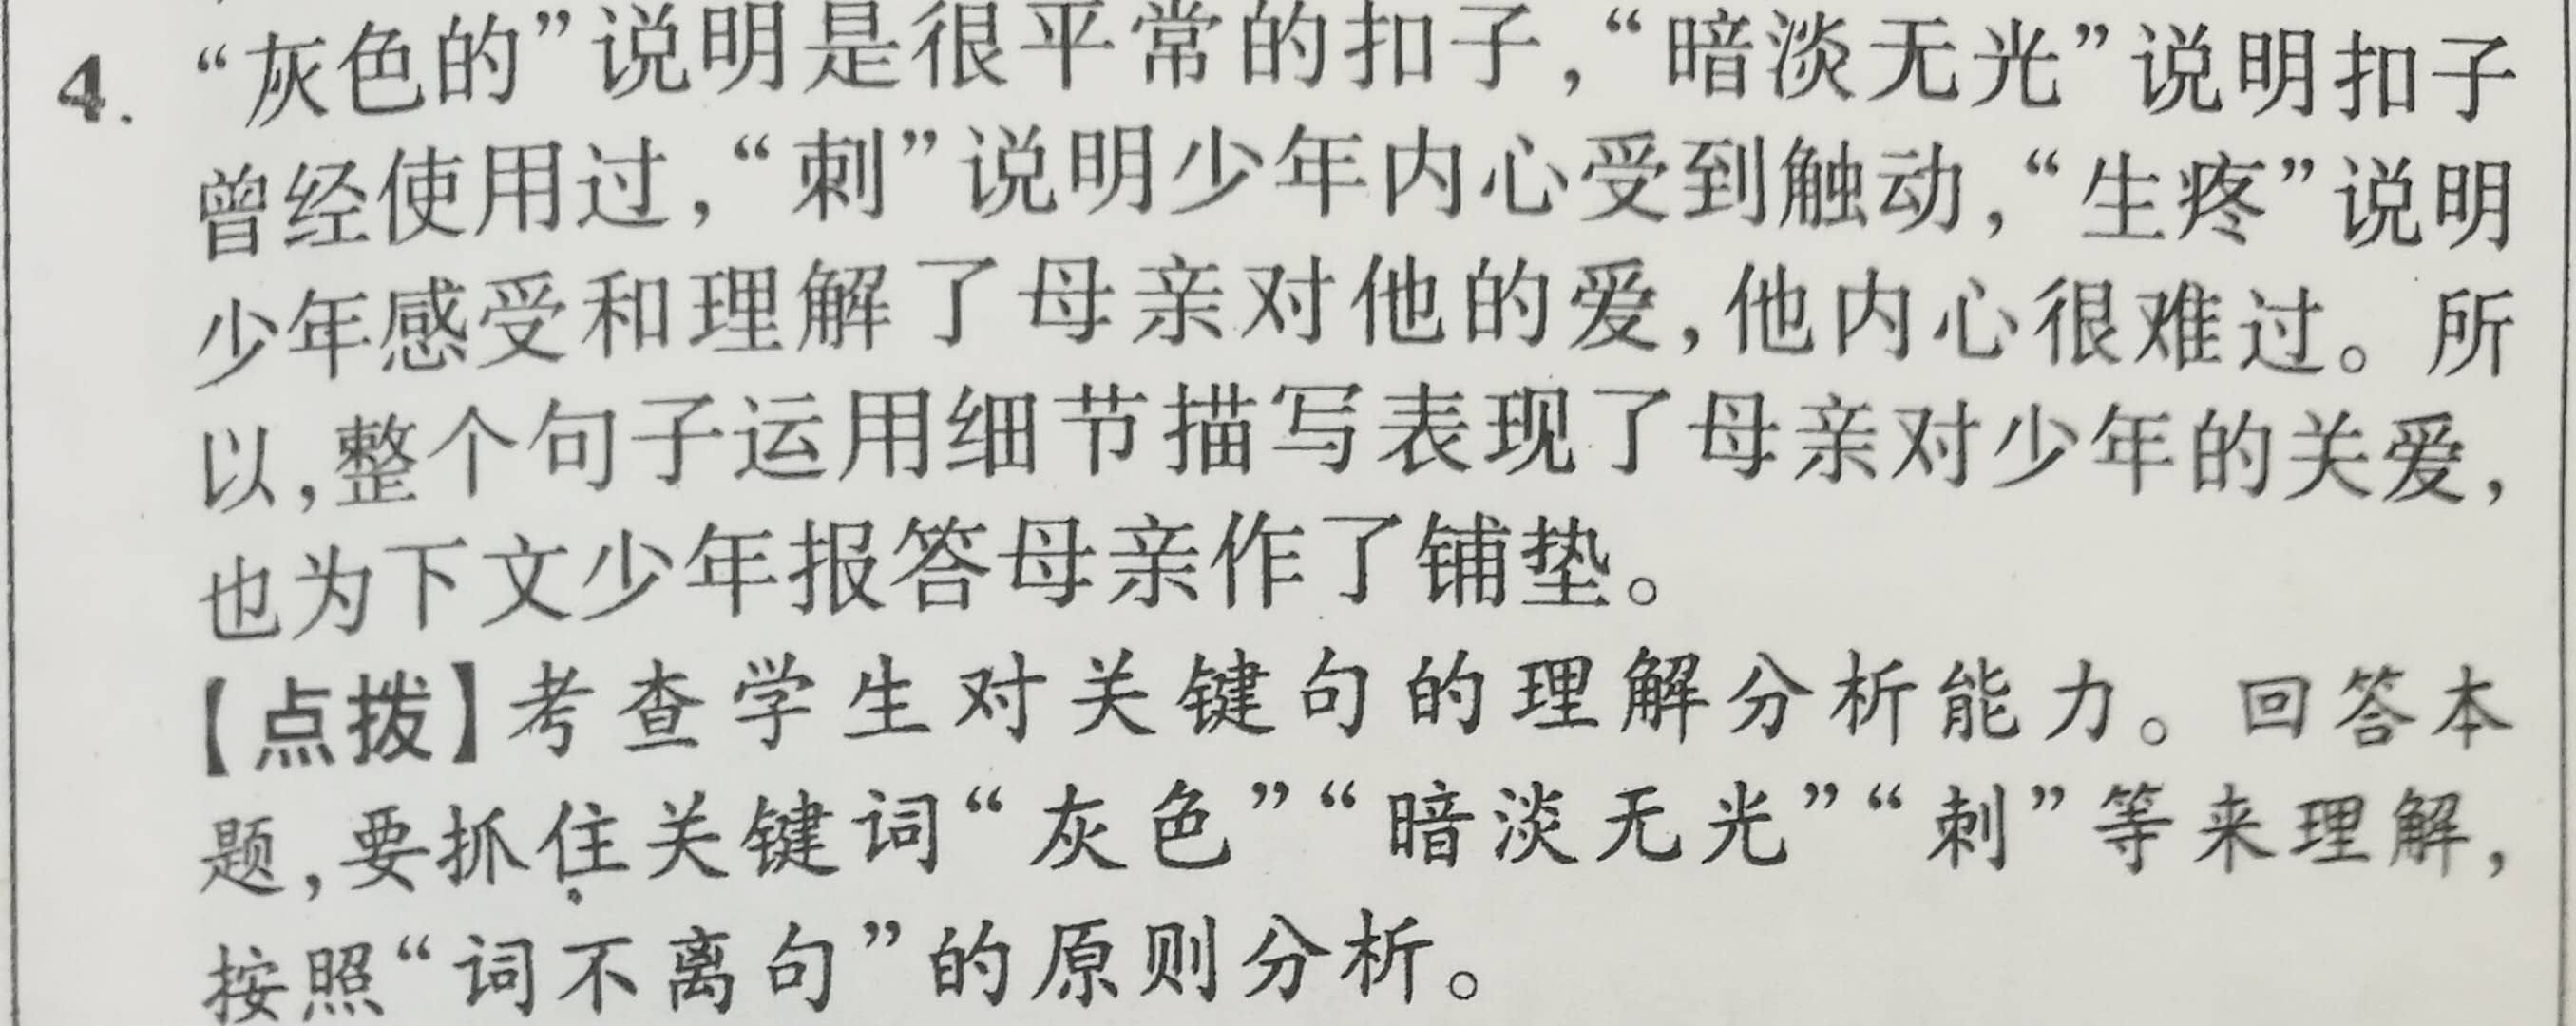 4. “灰色的”说明是很平常的扣子，“暗淡无光”说明扣子
曾经使用过，“刺”说明少年内心受到触动，“生疼”说明
少年感受和理解了母亲对他的爱，他内心很难过。所
以，整个句子运用细节描写表现了母亲对少年的关爱，
也为下文少年报答母亲作了铺垫。
【点拨】考查学生对关键句的理解分析能力。回答本
题，要抓住关键词“灰色”“暗淡无光”“刺”等来理解，
按照“词不离句”的原则分析。